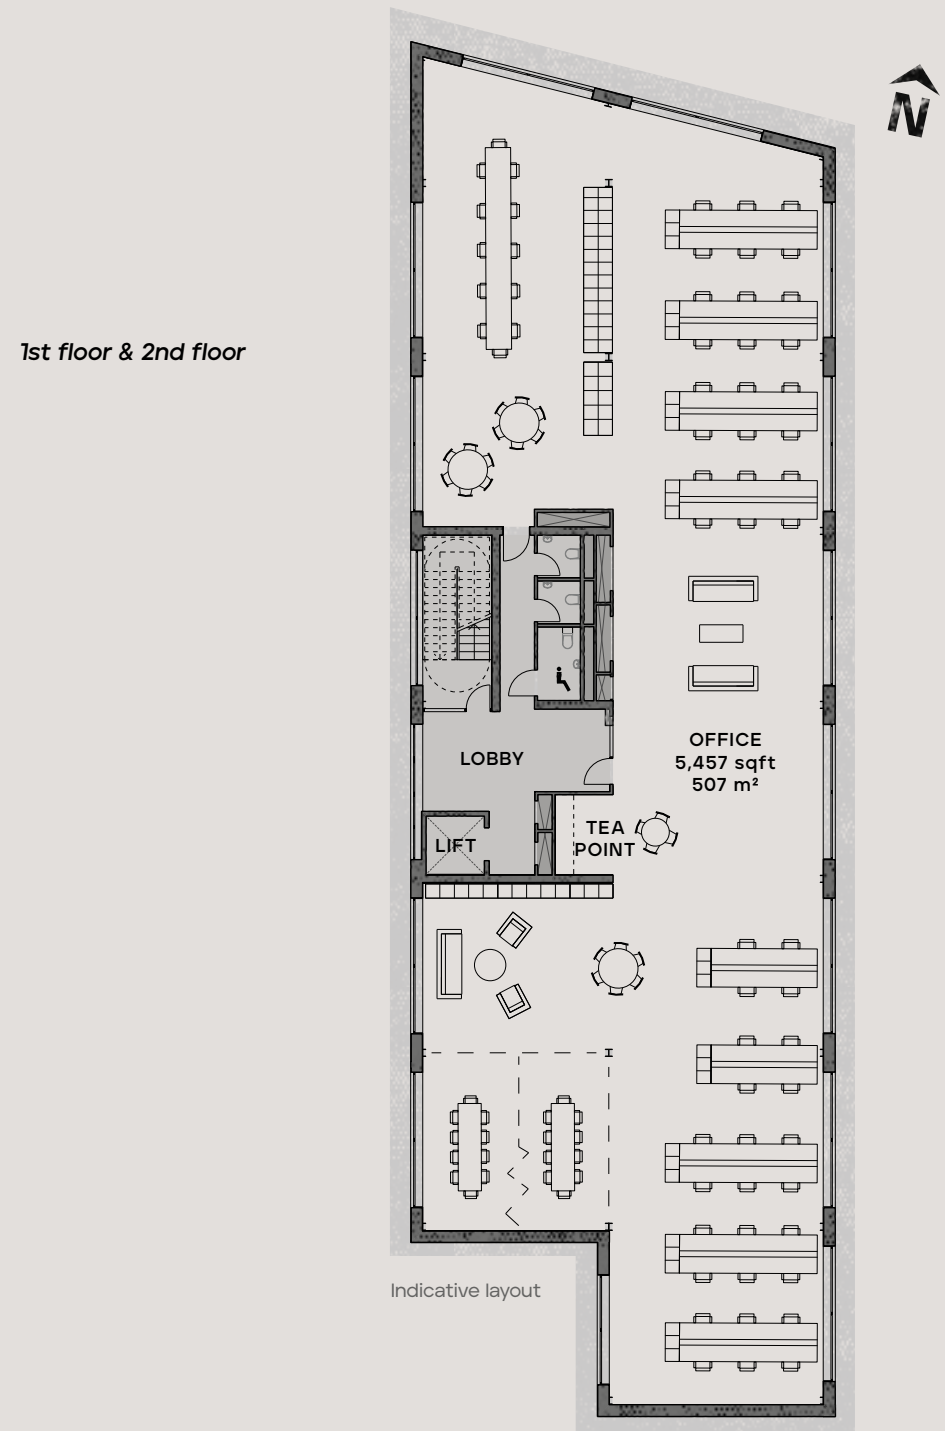 N
1st floor & 2nd floor
OFFICE
5,457 sqft
507 m²
LOBBY
TEA
POINT
LIFT
Indicative layout